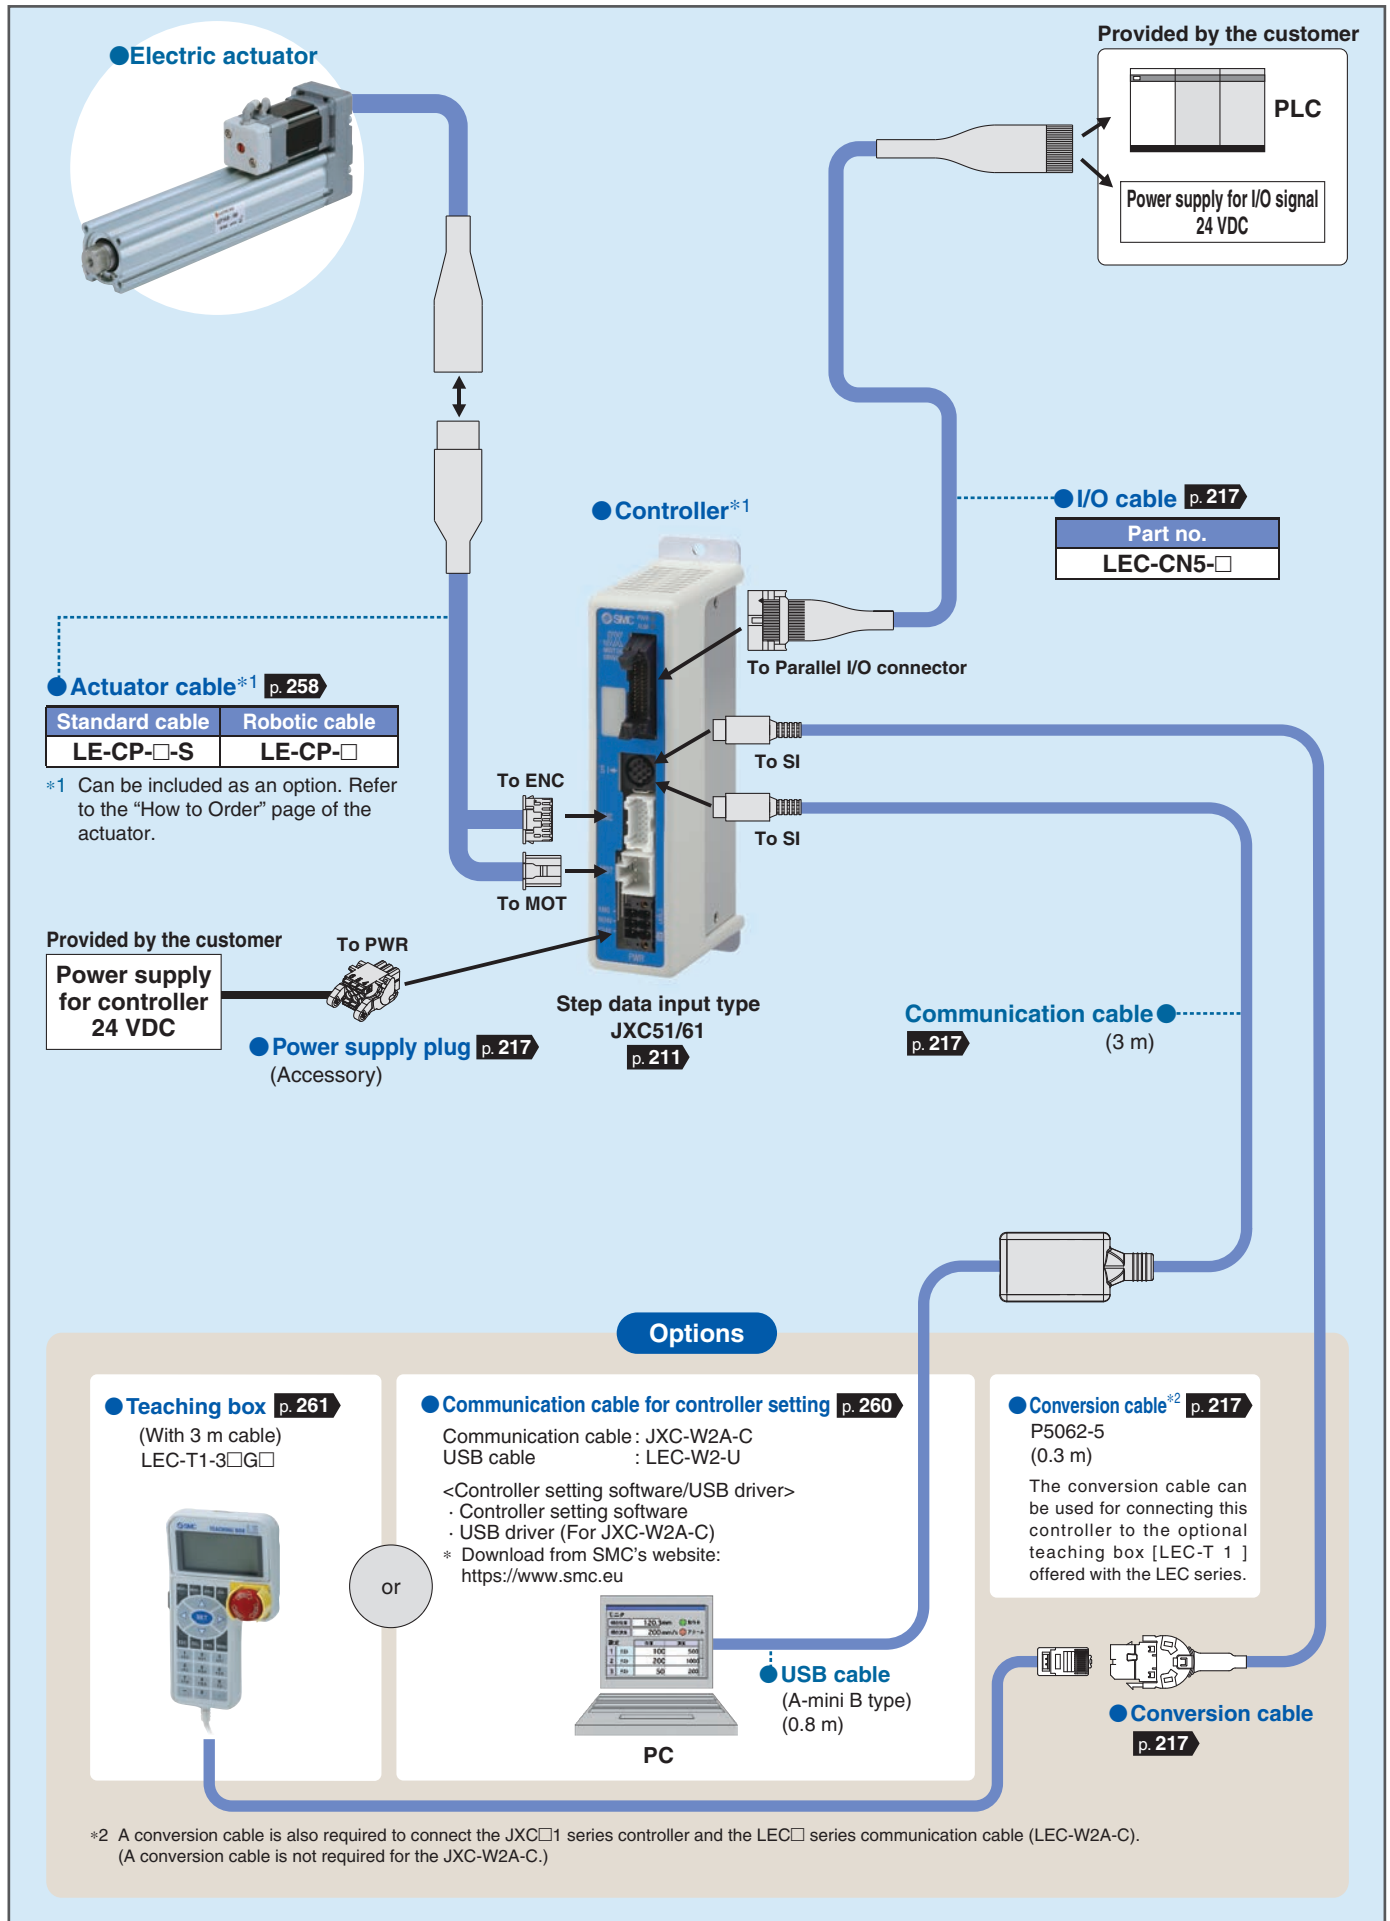 Provided by the customer
●Electric actuator
PLC
Power supply for I/O signal
24 VDC
●Controller*1
●I/O cable p. 217
Part no.
LEC-CN5-□
SMC
To Parallel I/O connector
●Actuator cable*1 p. 258
Standard cable Robotic cable
LE-CP-□-S LE-CP-□
*1 Can be included as an option. Refer
to the “How to Order” page of the
actuator.
To SI
To ENC
To SI
To MOT
Provided by the customer
To PWR
Power supply
for controller
24 VDC
PWR
●Power supply plug p. 217
(Accessory)
Step data input type
JXC51/61
p. 211
Communication cable●
p. 217 (3 m)
Options
●Teaching box p. 261
(With 3 m cable)
LEC-T1-3□G□
SMC TEACHING BOX
SET
or
●Communication cable for controller setting p. 260
Communication cable : JXC-W2A-C
USB cable : LEC-W2-U
<Controller setting software/USB driver>
· Controller setting software
· USB driver (For JXC-W2A-C)
* Download from SMC’s website:
https://www.smc.eu
●Conversion cable*2 p. 217
P5062-5
(0.3 m)
The conversion cable can
be used for connecting this
controller to the optional
teaching box [LEC-T 1 ]
offered with the LEC series.
PC
●USB cable
(A-mini B type)
(0.8 m)
●Conversion cable
p. 217
*2 A conversion cable is also required to connect the JXC□1 series controller and the LEC□ series communication cable (LEC-W2A-C).
(A conversion cable is not required for the JXC-W2A-C.)